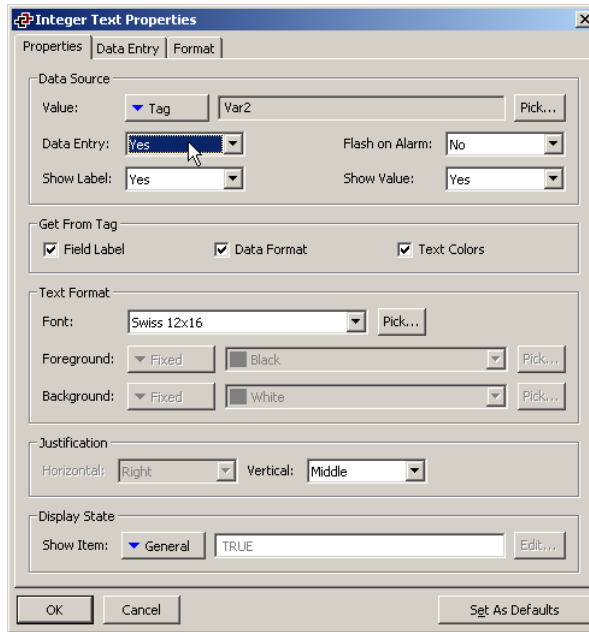 Integer Text Properties
Properties Data Entry Format
Data Source
Value: Tag Var2 Pick...
Data Entry: Yes Flash on Alarm: No
Show Label: Yes Show Value: Yes
Get From Tag
Field Label Data Format Text Colors
Text Format
Font: Swiss 12x16 Pick...
Foreground: Fixed Black Pick...
Background: Fixed White Pick...
Justification
Horizontal: Right Vertical: Middle
Display State
Show Item: General TRUE Edit...
OK Cancel Set As Defaults